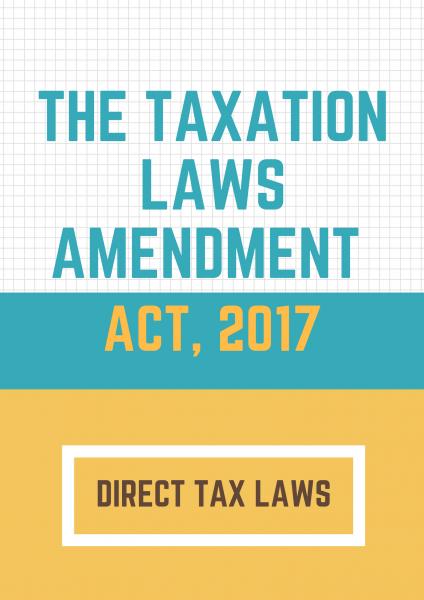 THE TAXATION
LAWS
AMENDMENT
ACT, 2017
DIRECT TAX LAWS